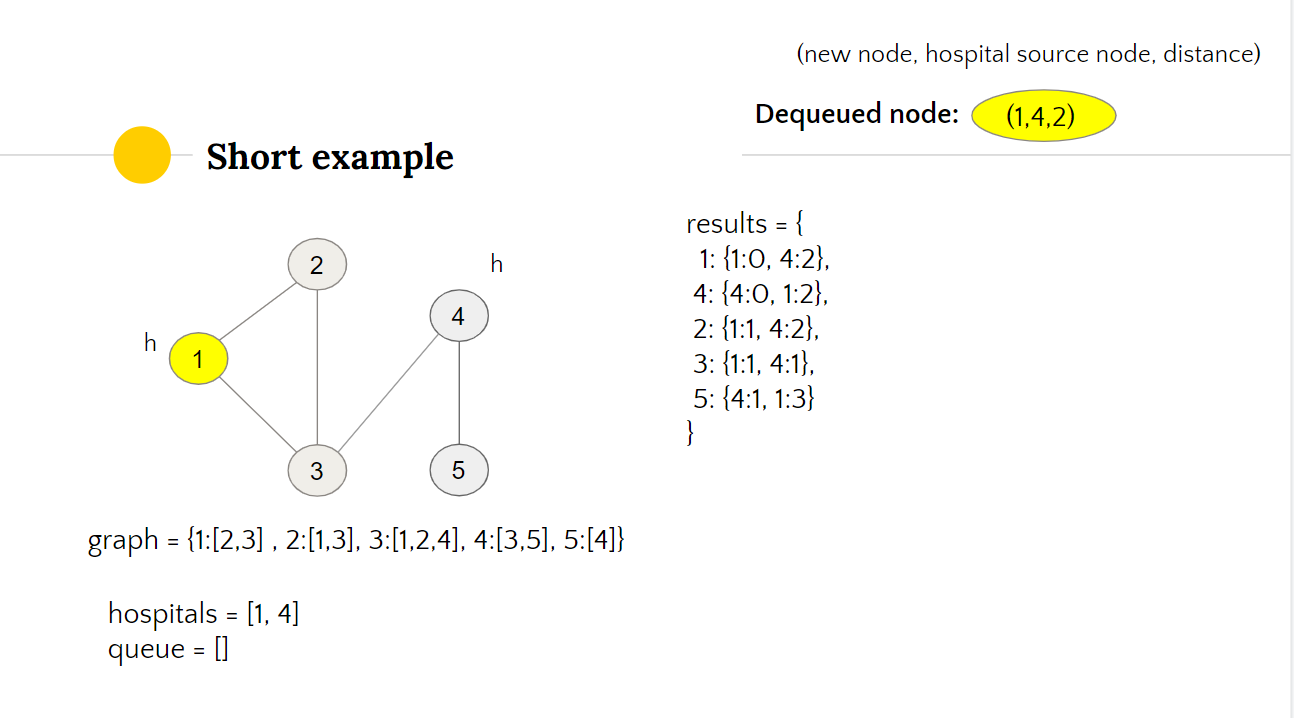 (new node, hospital source node, distance)
Dequeued node: (1,4,2)
Short example
results = {
1: {1:0, 4:2},
4: {4:0, 1:2},
2: {1:1, 4:2},
3: {1:1, 4:1},
5: {4:1, 1:3}
}
2
h
4
h
1
3
5
graph = {1:[2,3] , 2:[1,3], 3:[1,2,4], 4:[3,5], 5:[4]}
hospitals = [1, 4]
queue = []